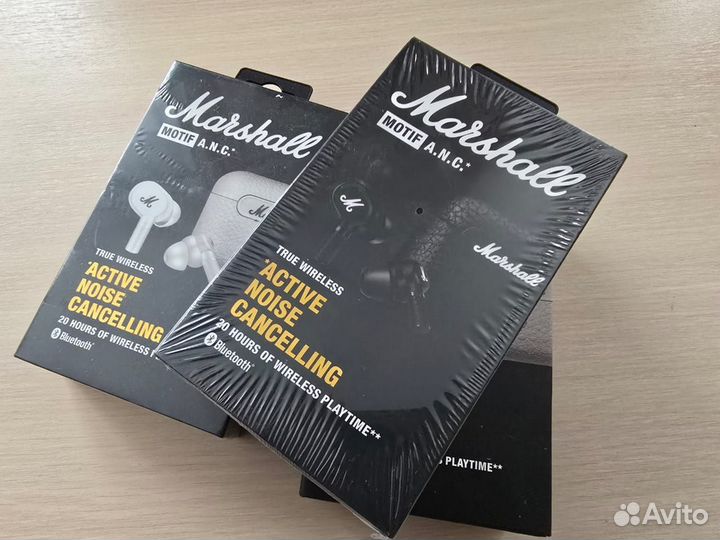 Marshall
MOTIF A.N.C.*
M
TRUE WIRELESS
*ACTIVE
NOISE
CANCELLING
20 HOURS OF WIRELESS P
Bluetooth®
Marshall
MOTIF A.N.C.*
M
Marshall
TRUE WIRELESS
*ACTIVE
NOISE
CANCELLING
20 HOURS OF WIRELESS PLAYTIME**
Bluetooth®
S PLAYTIME**
Avito